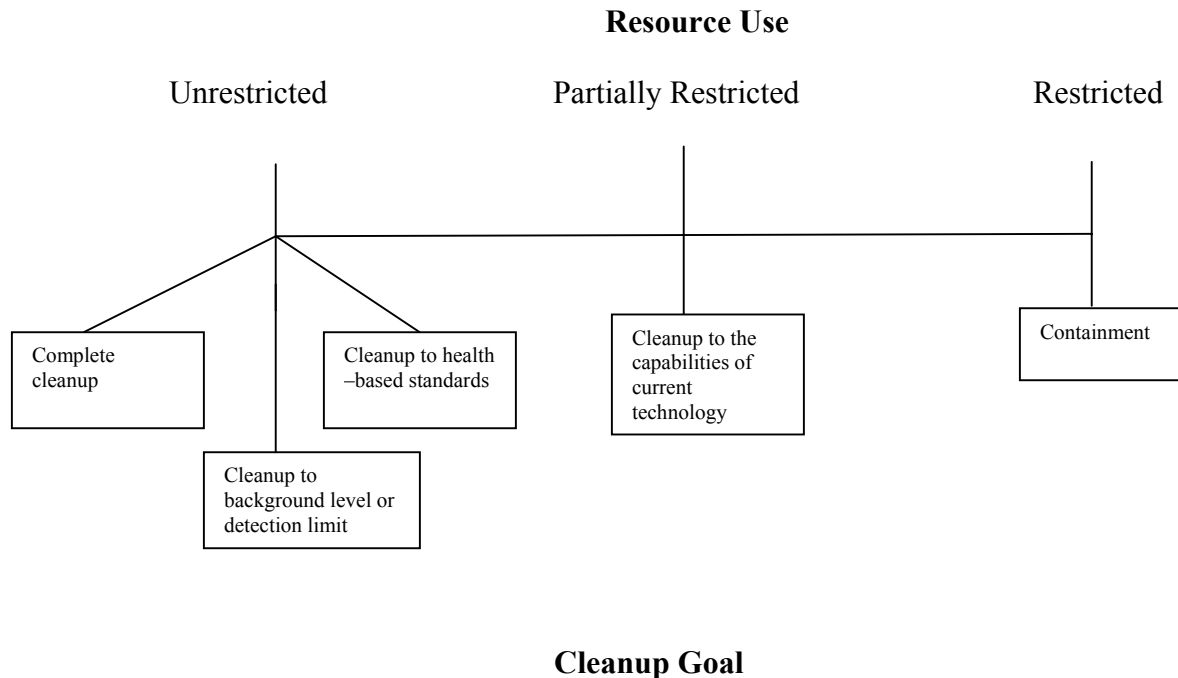 Resource Use
Unrestricted
Partially Restricted
Restricted
Complete
cleanup
Cleanup to health
–based standards
Cleanup to the
capabilities of
current
technology
Containment
Cleanup to
background level or
detection limit
Cleanup Goal